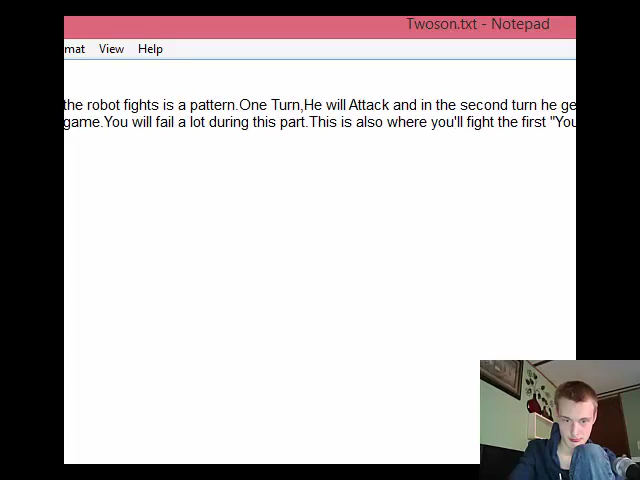 Twoson.txt - Notepad
mat View Help
the robot fights is a pattern.One Turn,He will Attack and in the second turn he ge
game.You will fail a lot during this part.This is also where you'll fight the first "You